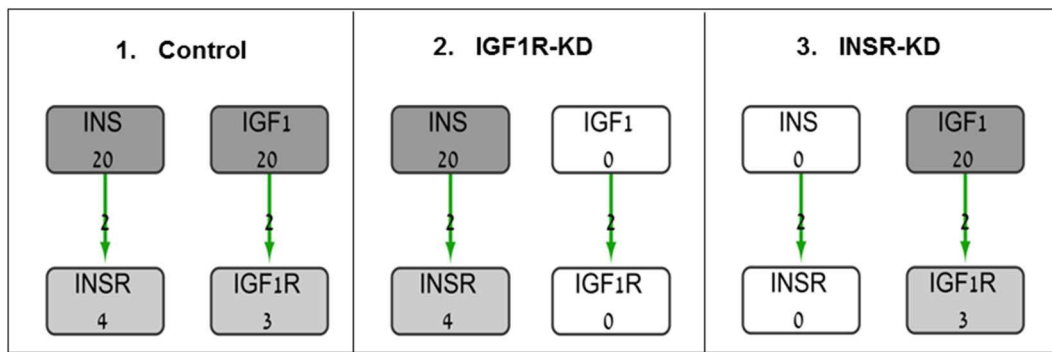 1. Control
INS
20
IGF1
20
2
2
INSR
4
IGF1R
3
2. IGF1R-KD
INS
20
IGF1
0
2
2
INSR
4
IGF1R
0
3. INSR-KD
INS
0
IGF1
20
2
2
INSR
0
IGF1R
3